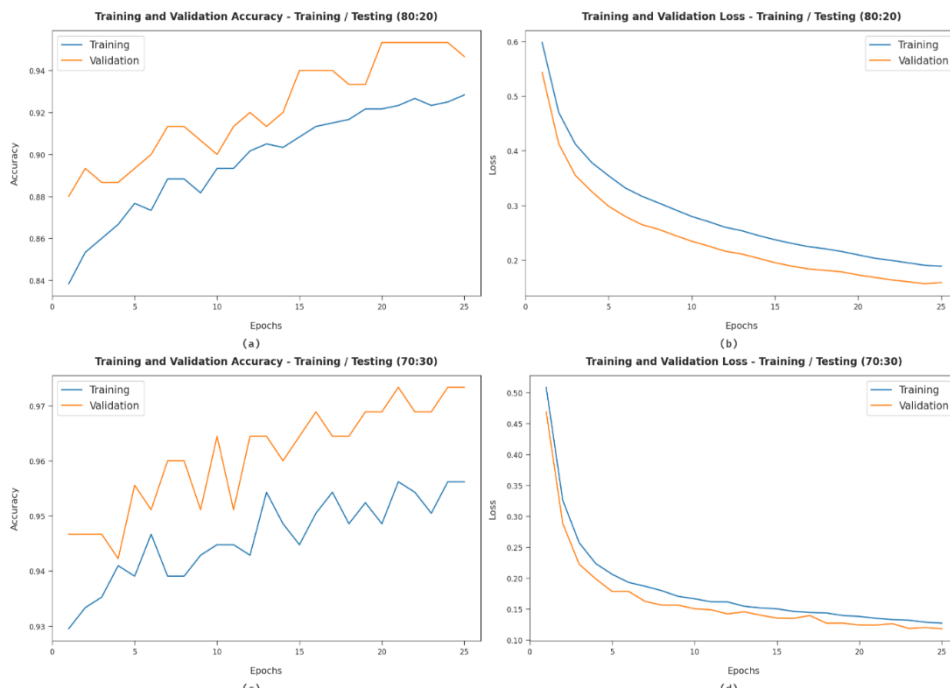 Training and Validation Accuracy - Training / Testing (80:20)
Training
Validation
0.94
0.92
0.90
0.88
0.86
0.84
Accuracy
0
5
10
15
20
25
Epochs
(a)
Training and Validation Loss - Training / Testing (80:20)
Training
Validation
0.6
0.5
0.4
0.3
0.2
Loss
0
5
10
15
20
25
Epochs
(b)
Training and Validation Accuracy - Training / Testing (70:30)
Training
Validation
0.97
0.96
0.95
0.94
0.93
Accuracy
0
5
10
15
20
25
Epochs
(c)
Training and Validation Loss - Training / Testing (70:30)
Training
Validation
0.50
0.45
0.40
0.35
0.30
0.25
0.20
0.15
0.10
Loss
0
5
10
15
20
25
Epochs
(d)